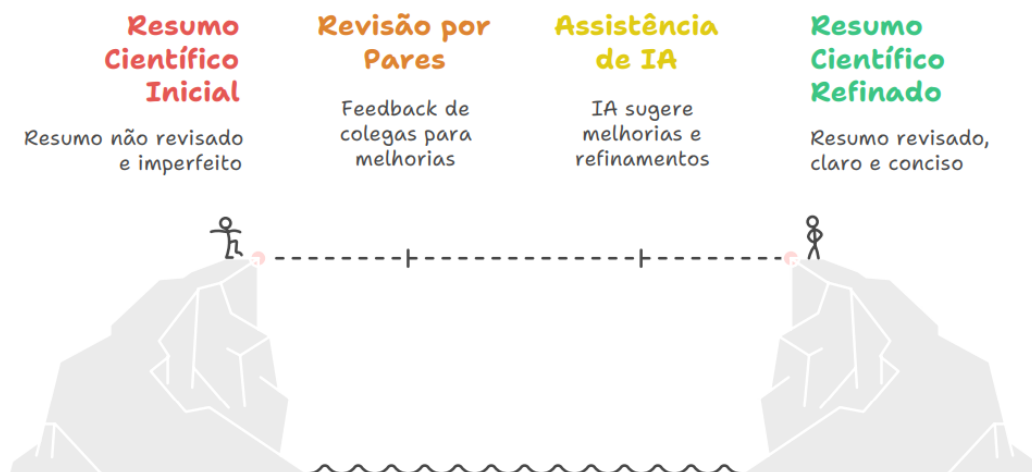 Resumo
Científico
Inicial
Resumo não revisado
e imperfeito
Revisão por
Pares
Feedback de
colegas para
melhorias
Assistência
de IA
IA sugere
melhorias e
refinamentos
Resumo
Científico
Refinado
Resumo revisado,
claro e conciso